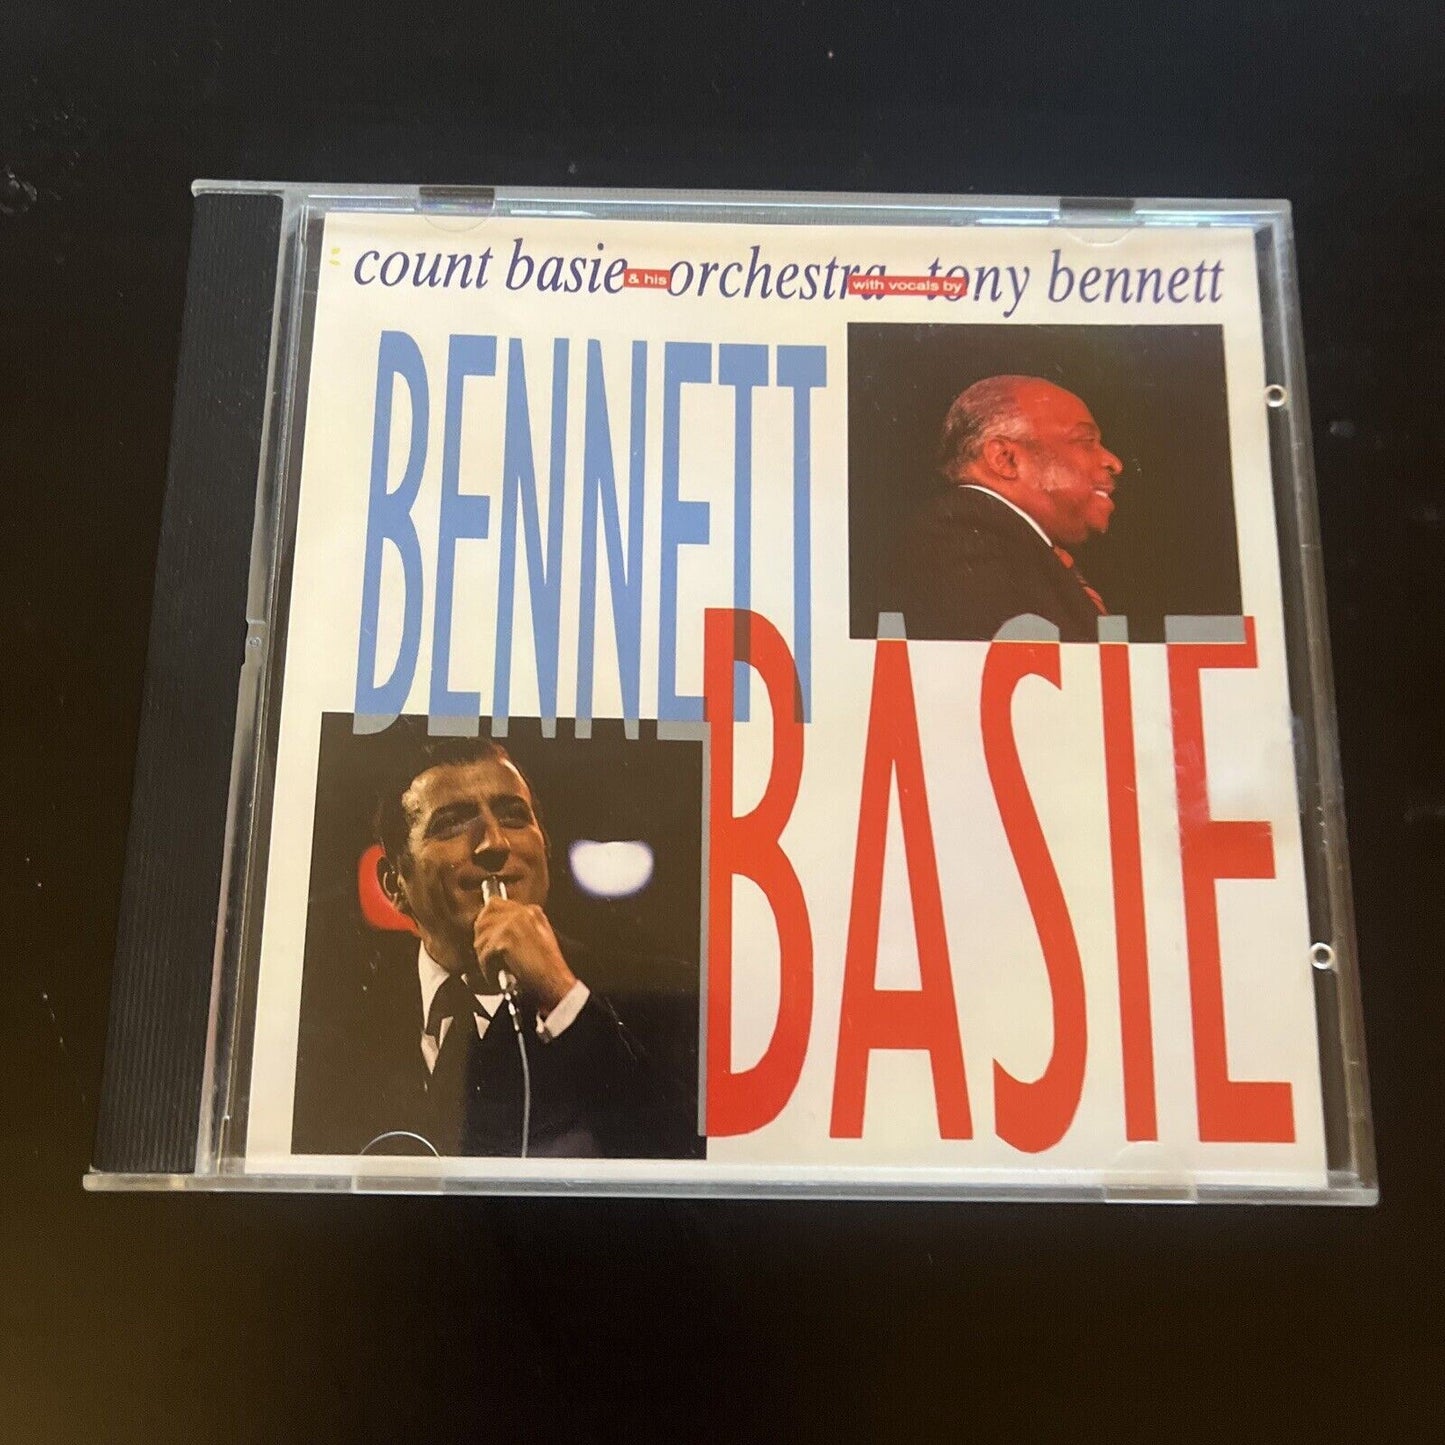 count basie & his orchestra with vocals by tony bennett
BENNETT
BASIE